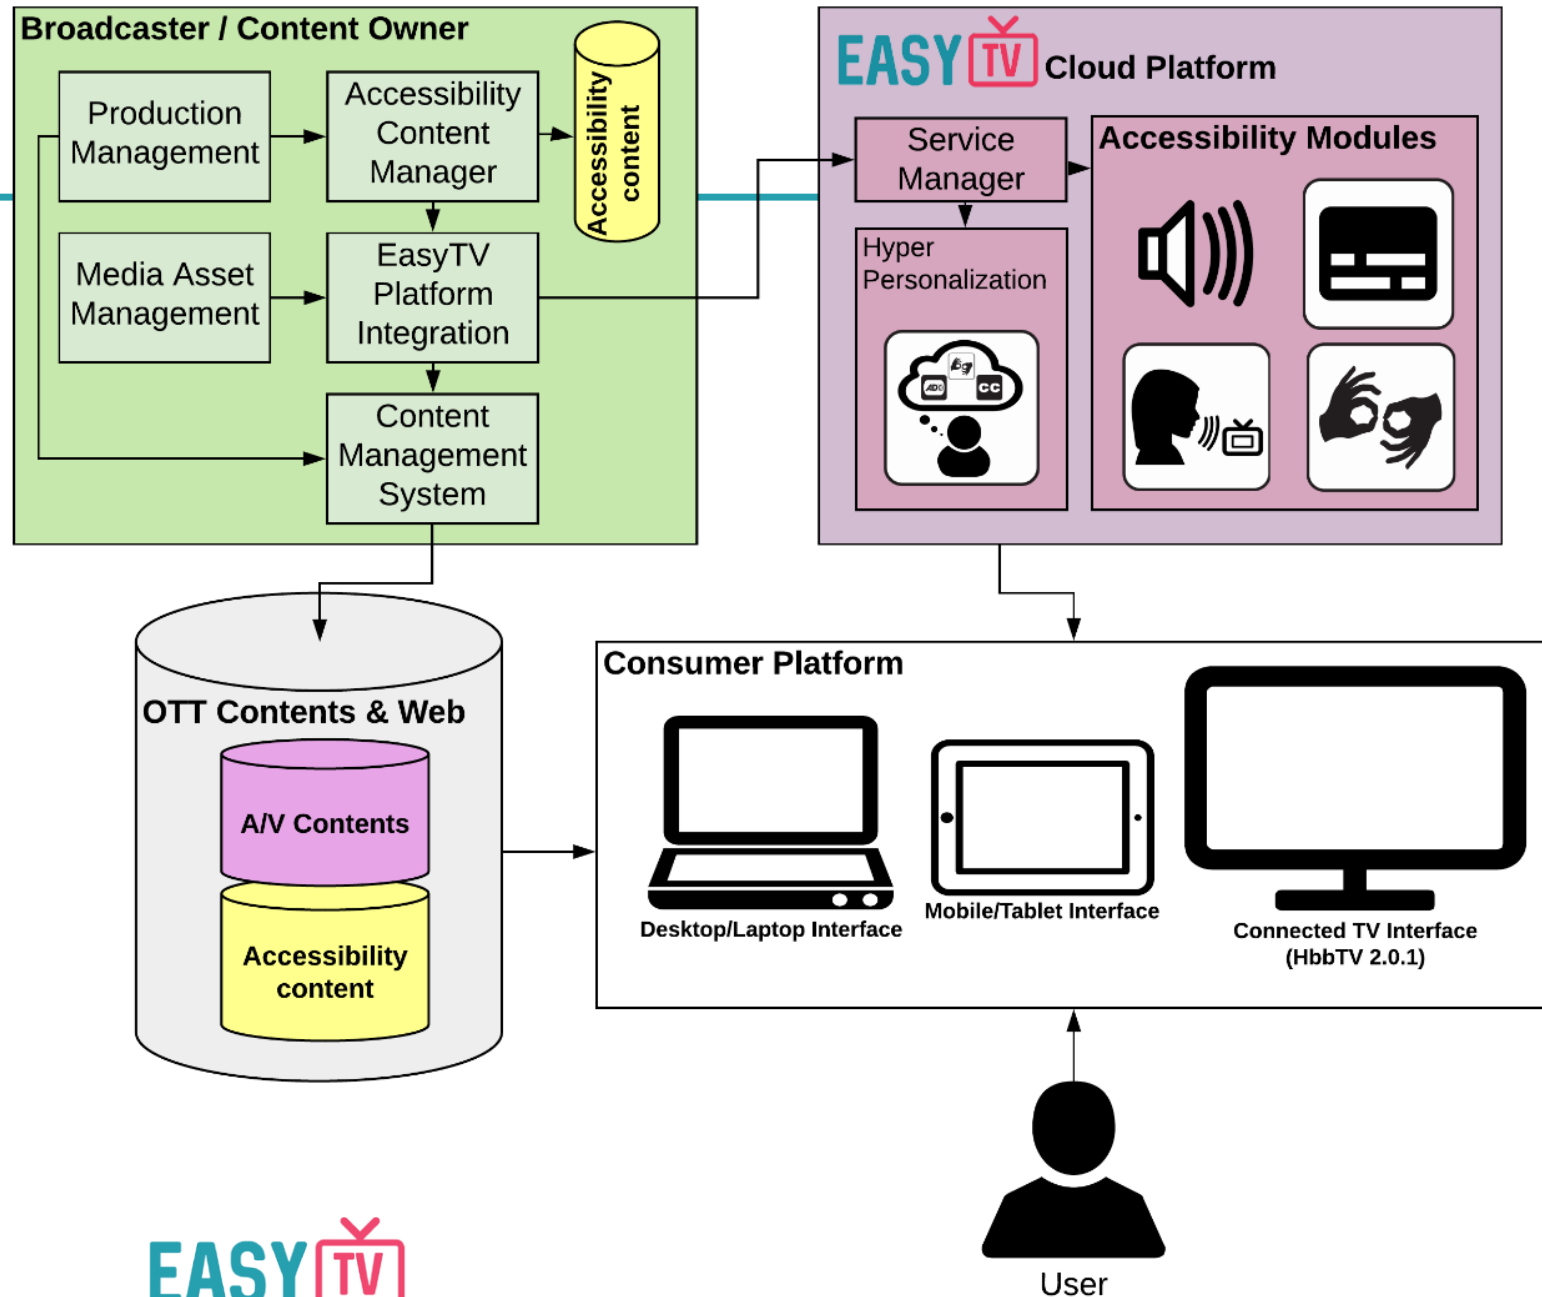 Broadcaster / Content Owner
Production
Management
Accessibility
Content
Manager
Accessibility
content
Media Asset
Management
EasyTV
Platform
Integration
Content
Management
System
EASY TV Cloud Platform
Service
Manager
Accessibility Modules
Hyper
Personalization
AD
CC
OTT Contents & Web
A/V Contents
Accessibility
content
Consumer Platform
Desktop/Laptop Interface
Mobile/Tablet Interface
Connected TV Interface
(HbbTV 2.0.1)
User
EASY TV